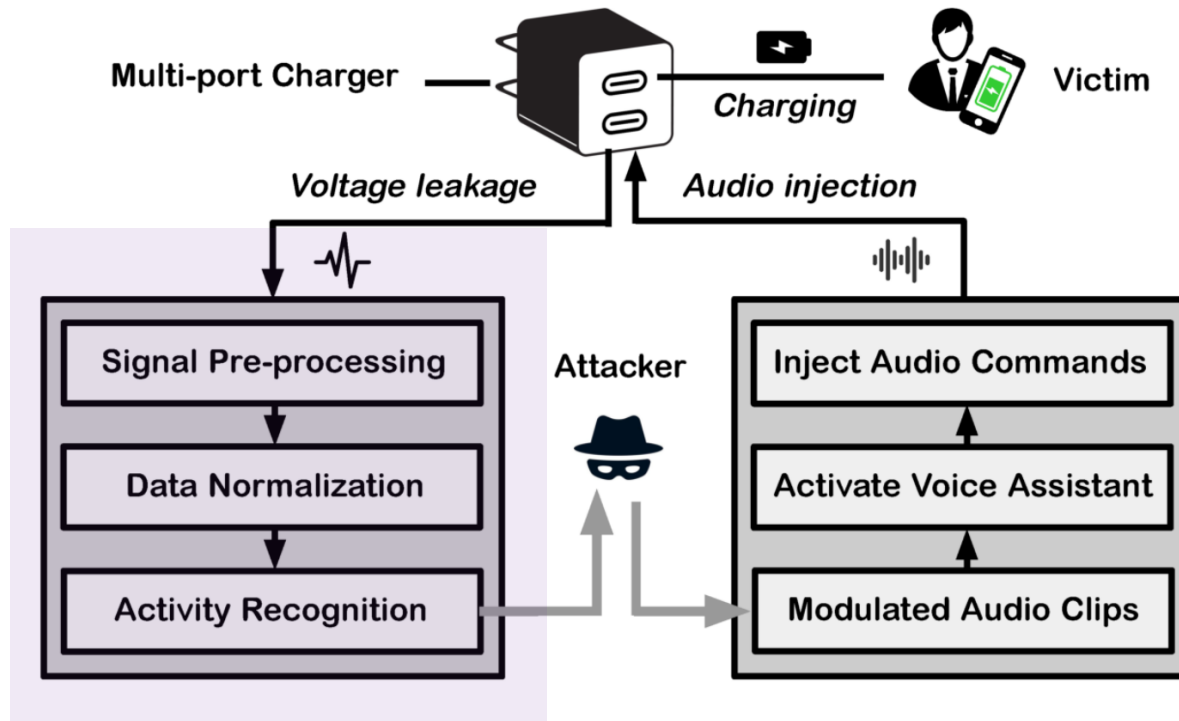 Multi-port Charger
Charging
Victim
Voltage leakage
Audio injection
Signal Pre-processing
Data Normalization
Activity Recognition
Attacker
Inject Audio Commands
Activate Voice Assistant
Modulated Audio Clips